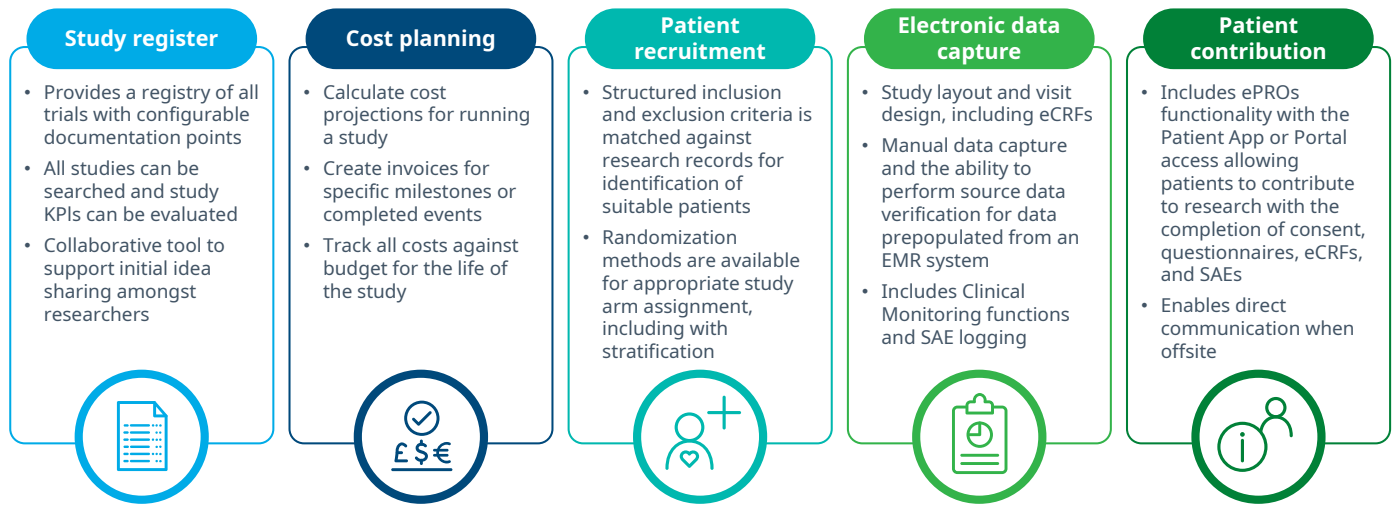 Study register
• Provides a registry of all
trials with configurable
documentation points
• All studies can be
searched and study
KPIs can be evaluated
• Collaborative tool to
support initial idea
sharing amongst
researchers
Cost planning
• Calculate cost
projections for running
a study
• Create invoices for
specific milestones or
completed events
• Track all costs against
budget for the life of
the study
£ $ €
Patient
recruitment
• Structured inclusion
and exclusion criteria is
matched against
research records for
identification of
suitable patients
• Randomization
methods are available
for appropriate study
arm assignment,
including with
stratification
Electronic data
capture
• Study layout and visit
design, including eCRFs
• Manual data capture
and the ability to
perform source data
verification for data
prepopulated from an
EMR system
• Includes Clinical
Monitoring functions
and SAE logging
Patient
contribution
• Includes ePROs
functionality with the
Patient App or Portal
access allowing
patients to contribute
to research with the
completion of consent,
questionnaires, eCRFs,
and SAEs
• Enables direct
communication when
offsite
i